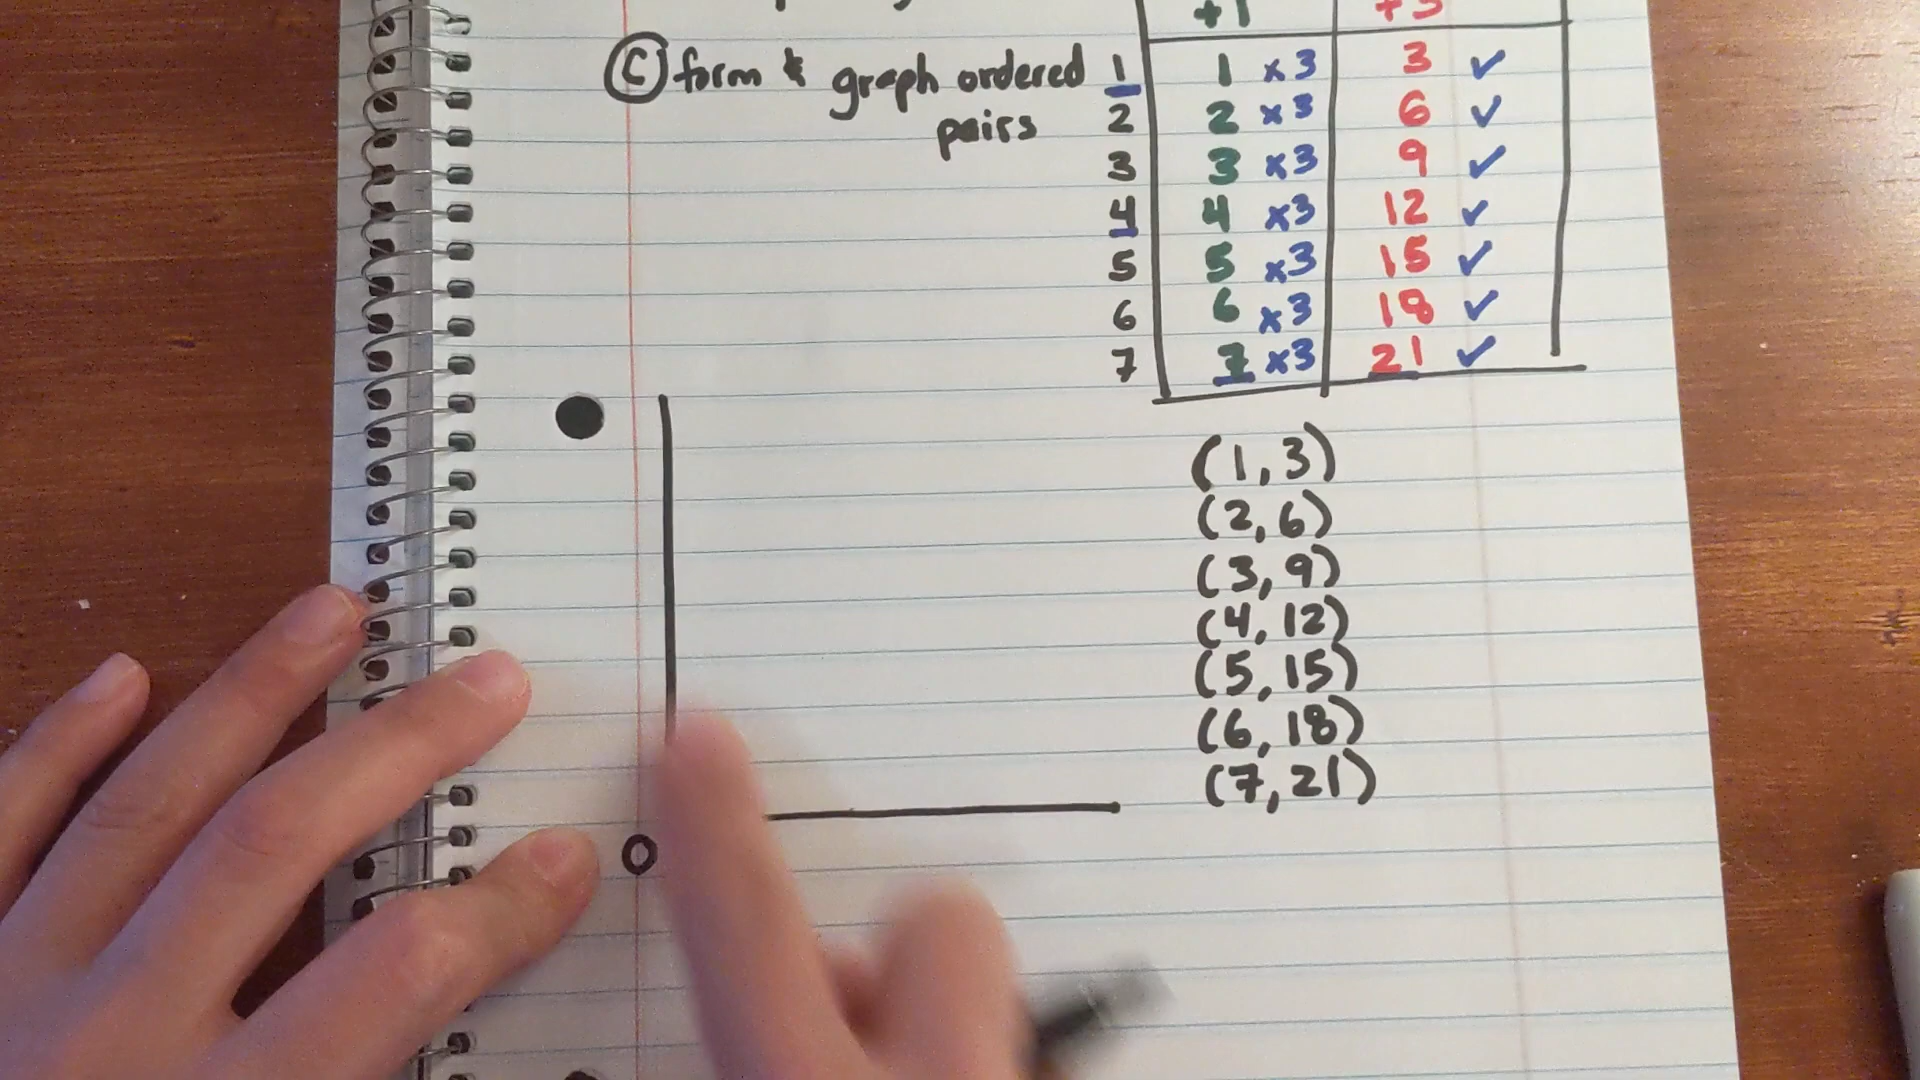 +1 +3
Ⓒ form & graph ordered pairs
1 1 x3 3 ✓
2 2 x3 6 ✓
3 3 x3 9 ✓
4 4 x3 12 ✓
5 5 x3 15 ✓
6 6 x3 18 ✓
7 7 x3 21 ✓
(1,3)
(2,6)
(3,9)
(4,12)
(5,15)
(6,18)
(7,21)
0